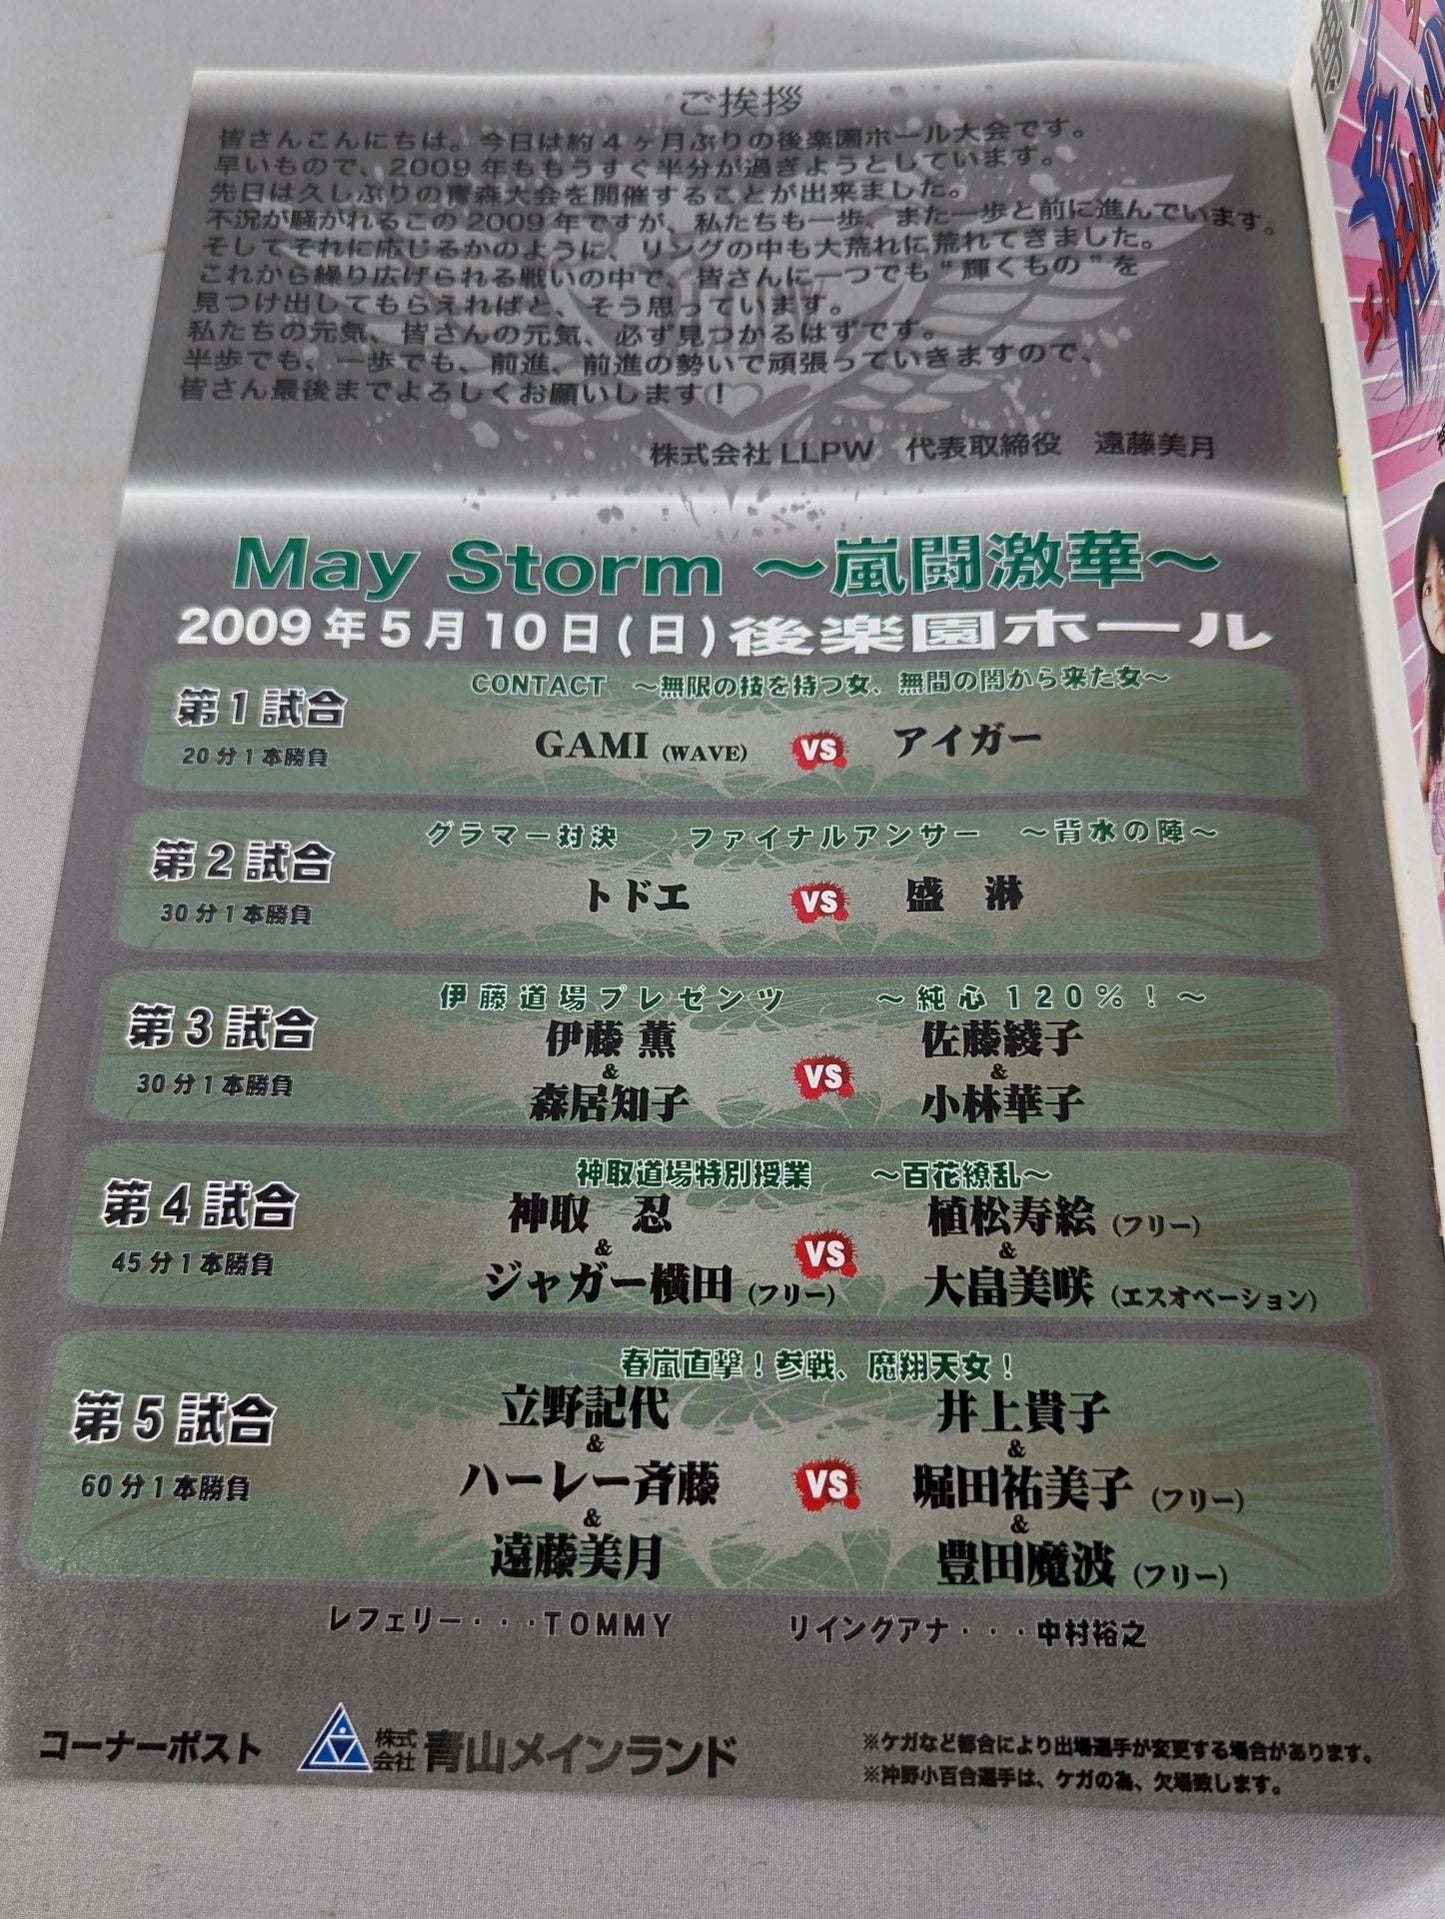 ご挨拶
皆さんこんにちは。今日は約4ヶ月ぶりの後楽園ホール大会です。
早いもので、2009年ももうすぐ半分が過ぎようとしています。
先日は久しぶりの青森大会を開催することが出来ました。
不況が騒がれるこの2009年ですが、私たちも一歩、また一歩と前に進んでいます。
そしてそれに応じるかのように、リングの中も大荒れに荒れてきました。
これから繰り広げられる戦いの中で、皆さんに一つでも“輝くもの”を
見つけ出してもらえればと、そう思っています。
私たちの元気、皆さんの元気、必ず見つかるはずです。
半歩でも、一歩でも、前進、前進の勢いで頑張っていきますので、
皆さん最後までよろしくお願いします！
株式会社LLPW 代表取締役 遠藤美月
May Storm ～嵐闘激華～
2009年5月10日(日)後楽園ホール
第1試合
20分1本勝負
CONTACT ～無限の技を持つ女、無間の闇から来た女～
GAMI (WAVE) VS アイガー
第2試合
30分1本勝負
グラマー対決 ファイナルアンサー ～背水の陣～
トドエ VS 盛 淋
第3試合
30分1本勝負
伊藤道場プレゼンツ ～純心120％！～
伊藤 薫 佐藤綾子
& VS &
森居知子 小林華子
第4試合
45分1本勝負
神取道場特別授業 ～百花繚乱～
神取 忍 植松寿絵 (フリー)
& VS &
ジャガー横田 (フリー) 大畠美咲 (エスオベーション)
第5試合
60分1本勝負
春嵐直撃！参戦、魔翔天女！
立野記代 井上貴子
& &
ハーレー斉藤 VS 堀田祐美子 (フリー)
& &
遠藤美月 豊田魔波 (フリー)
レフェリー・・・TOMMY リイングアナ・・・中村裕之
コーナーポスト 株式会社 青山メインランド
※ケガなど都合により出場選手が変更する場合があります。
※沖野小百合選手は、ケガの為、欠場致します。